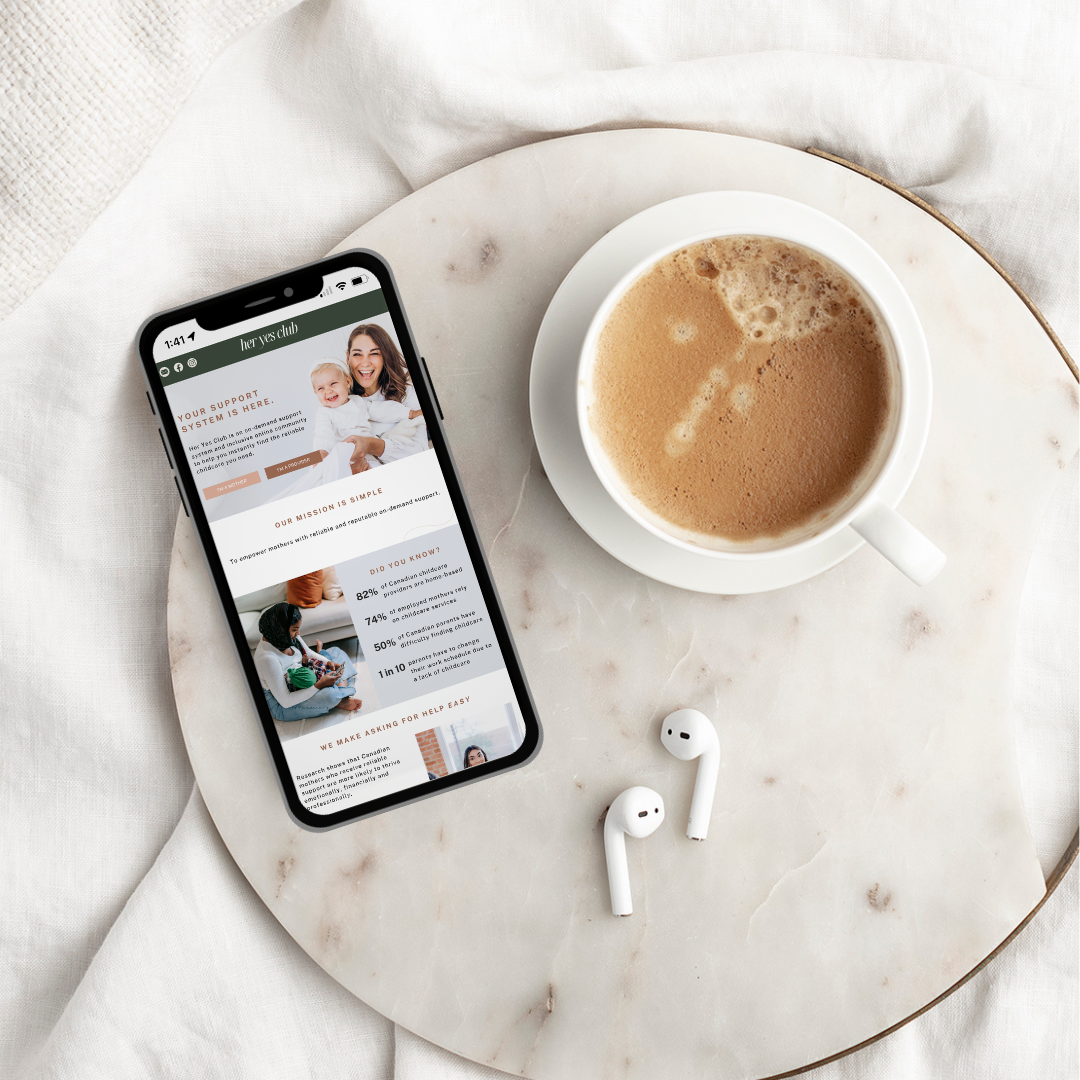 1:41
her yes club
YOUR SUPPORT
SYSTEM IS HERE.
Her Yes Club is an on-demand support
system and inclusive online community
to help you instantly find the reliable
childcare you need.
I'M A MOTHER
I'M A PROVIDER
OUR MISSION IS SIMPLE
To empower mothers with reliable and reputable on-demand support.
DID YOU KNOW?
82% of Canadian childcare
providers are home-based
74% of employed mothers rely
on childcare services
50% of Canadian parents have
difficulty finding childcare
1 in 10 parents have to change
their work schedule due to
a lack of childcare
WE MAKE ASKING FOR HELP EASY
Research shows that Canadian
mothers who receive reliable
support are more likely to thrive
emotionally, financially and
professionally.